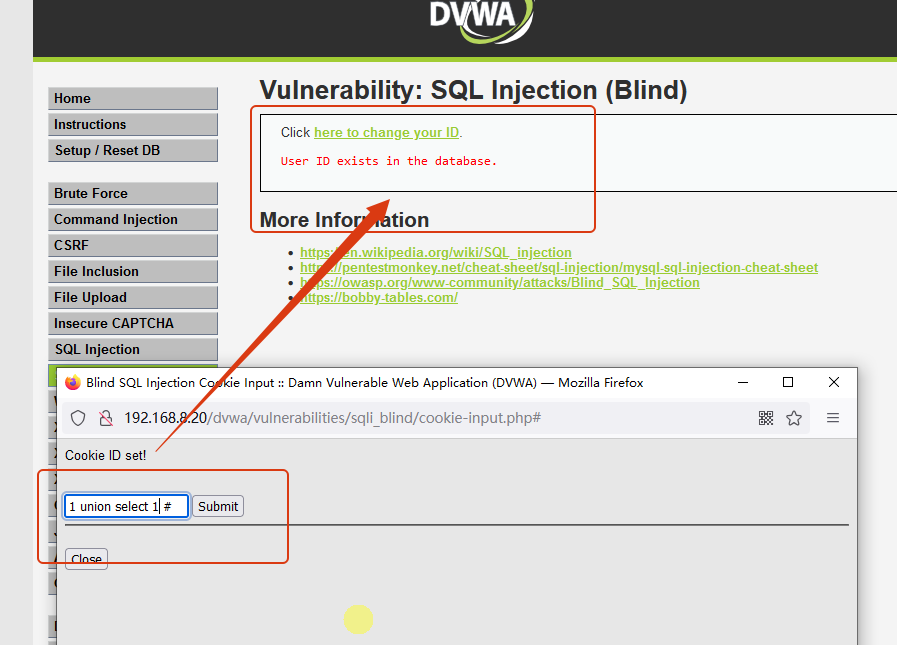 DVWA
Vulnerability: SQL Injection (Blind)
Home
Instructions
Setup / Reset DB
Brute Force
Command Injection
CSRF
File Inclusion
File Upload
Insecure CAPTCHA
SQL Injection
Click here to change your ID.
User ID exists in the database.
More Information
https://en.wikipedia.org/wiki/SQL_injection
https://pentestmonkey.net/cheat-sheet/sql-injection/mysql-sql-injection-cheat-sheet
https://owasp.org/www-community/attacks/Blind_SQL_Injection
https://bobby-tables.com/
Blind SQL Injection Cookie Input :: Damn Vulnerable Web Application (DVWA) — Mozilla Firefox
192.168.8.20/dvwa/vulnerabilities/sqli_blind/cookie-input.php#
Cookie ID set!
1 union select 1 #
Submit
Close